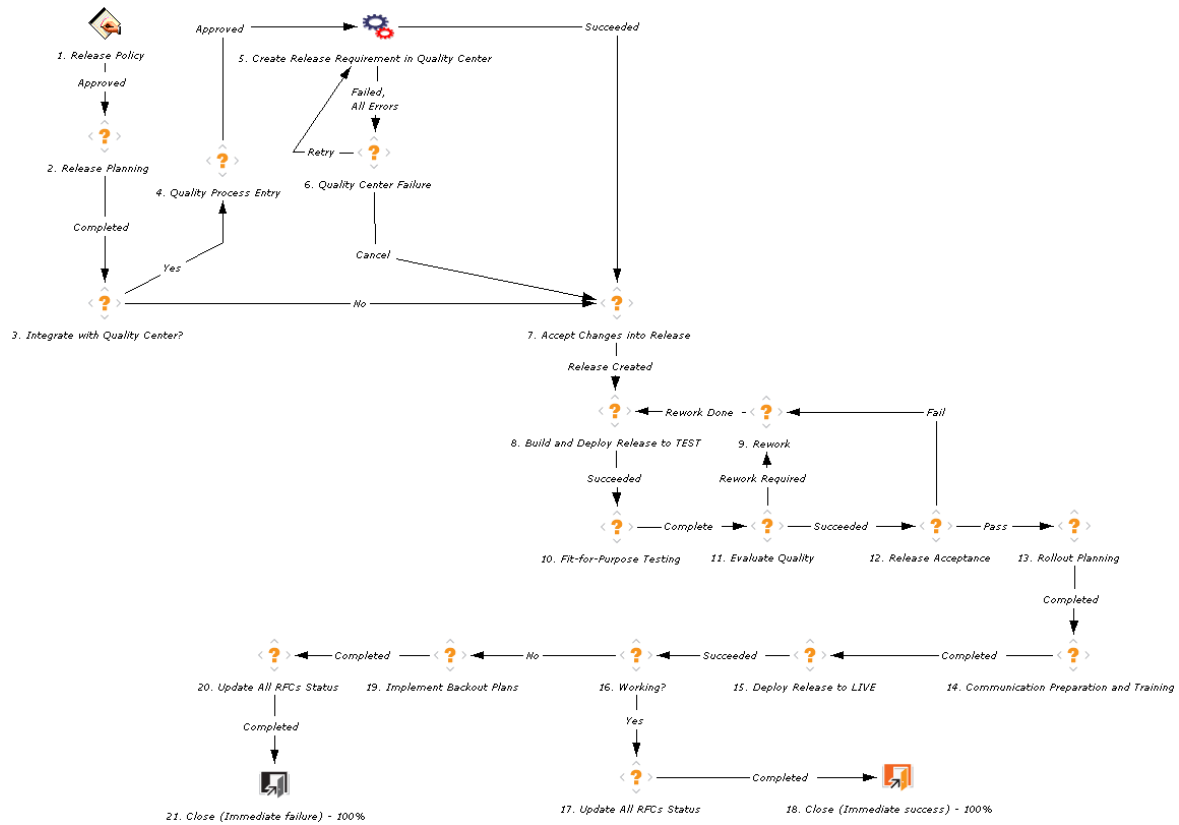 Approved
Succeeded
1. Release Policy
5. Create Release Requirement in Quality Center
Approved
Failed,
All Errors
Retry
2. Release Planning
4. Quality Process Entry
6. Quality Center Failure
Completed
Cancel
Yes
No
3. Integrate with Quality Center?
7. Accept Changes into Release
Release Created
Rework Done
Fail
8. Build and Deploy Release to TEST
9. Rework
Succeeded
Rework Required
Complete
Succeeded
Pass
10. Fit-for-Purpose Testing
11. Evaluate Quality
12. Release Acceptance
13. Rollout Planning
Completed
Completed
No
Succeeded
Completed
20. Update All RFCs Status
19. Implement Backout Plans
16. Working?
15. Deploy Release to LIVE
14. Communication Preparation and Training
Completed
Yes
Completed
21. Close (Immediate failure) - 100%
17. Update All RFCs Status
18. Close (Immediate success) - 100%